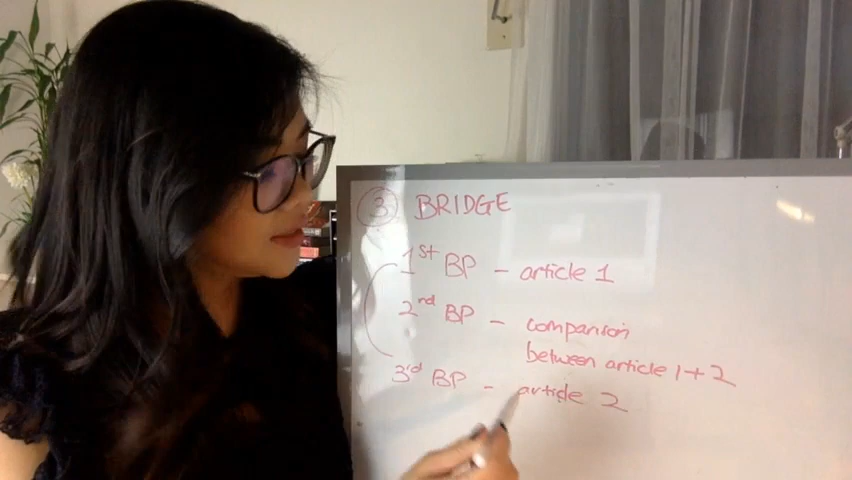 3 BRIDGE
1st BP - article 1
2nd BP - comparison
between article 1 + 2
3rd BP - article 2